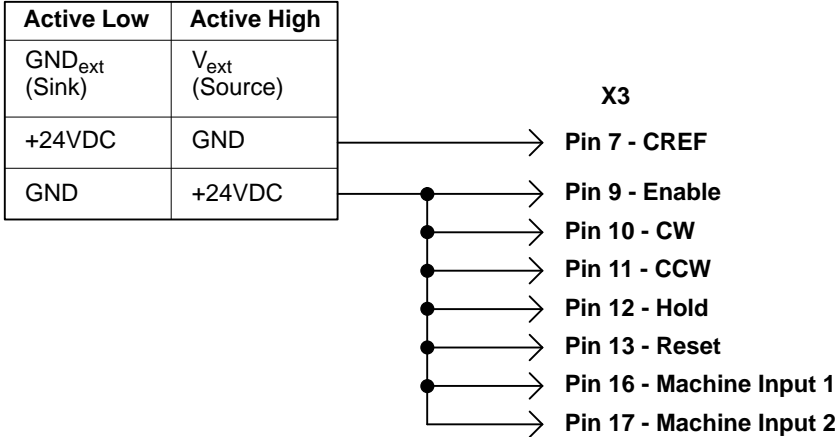 Active Low Active High
GNDext Vext
(Sink) (Source)
X3
+24VDC GND Pin 7 - CREF
GND +24VDC Pin 9 - Enable
Pin 10 - CW
Pin 11 - CCW
Pin 12 - Hold
Pin 13 - Reset
Pin 16 - Machine Input 1
Pin 17 - Machine Input 2